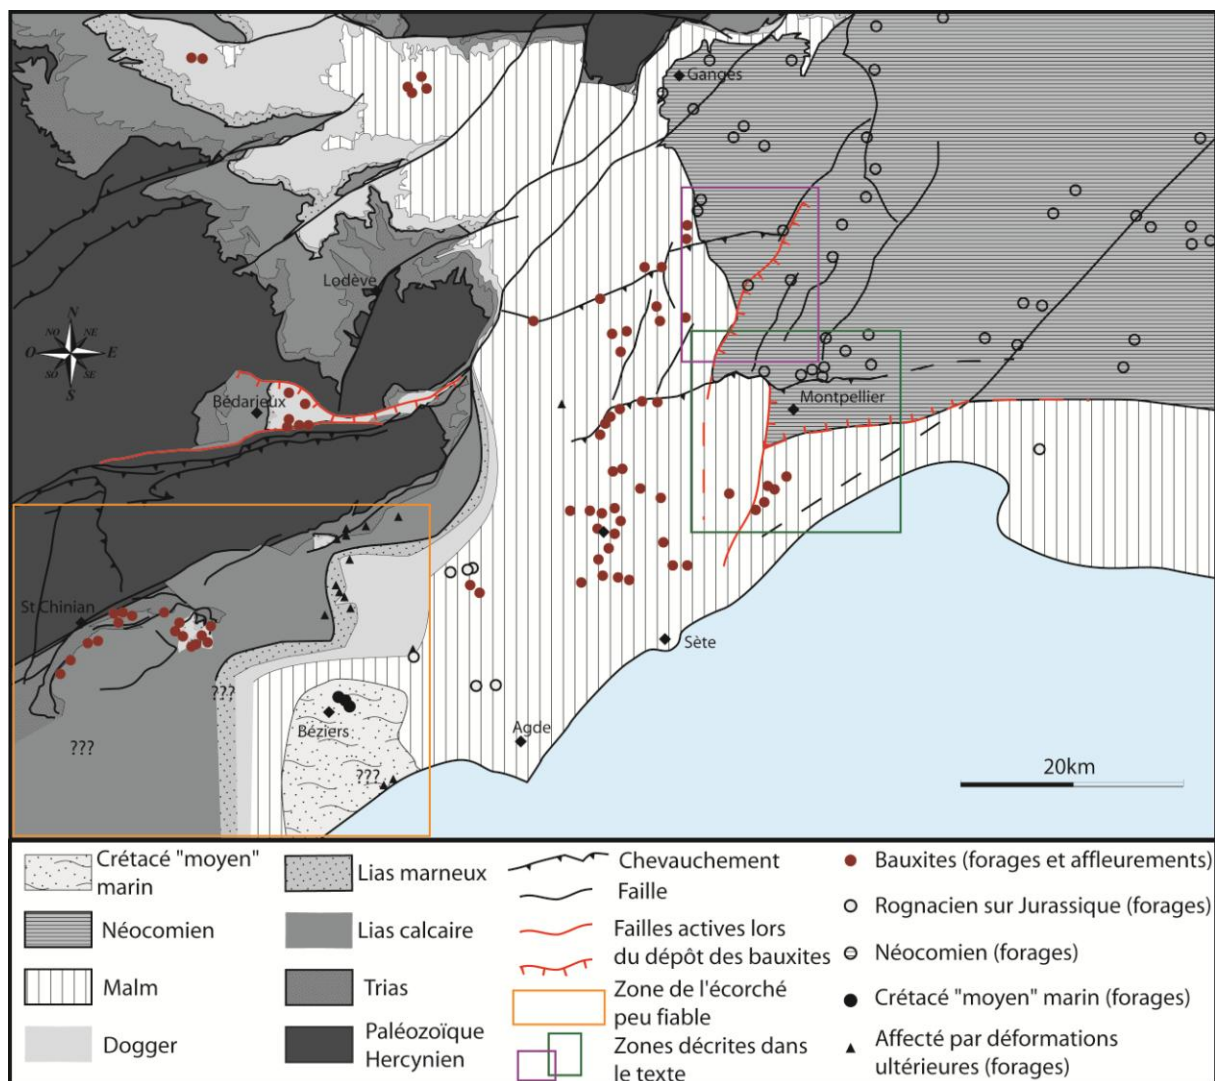 Ganges
Lodève
N
NO NE
O E
SO SE
S
Bédarieux
Montpellier
St Chinian
Sète
???
Béziers
Agde
???
???
20km
Crétacé "moyen"
marin
Néocomien
Malm
Dogger
Lias marneux
Lias calcaire
Trias
Paléozoïque
Hercynien
Chevauchement
Faille
Failles actives lors
du dépôt des bauxites
Zone de l'écorché
peu fiable
Zones décrites dans
le texte
Bauxites (forages et affleurements)
Rognacien sur Jurassique (forages)
Néocomien (forages)
Crétacé "moyen" marin (forages)
Affecté par déformations
ultérieures (forages)